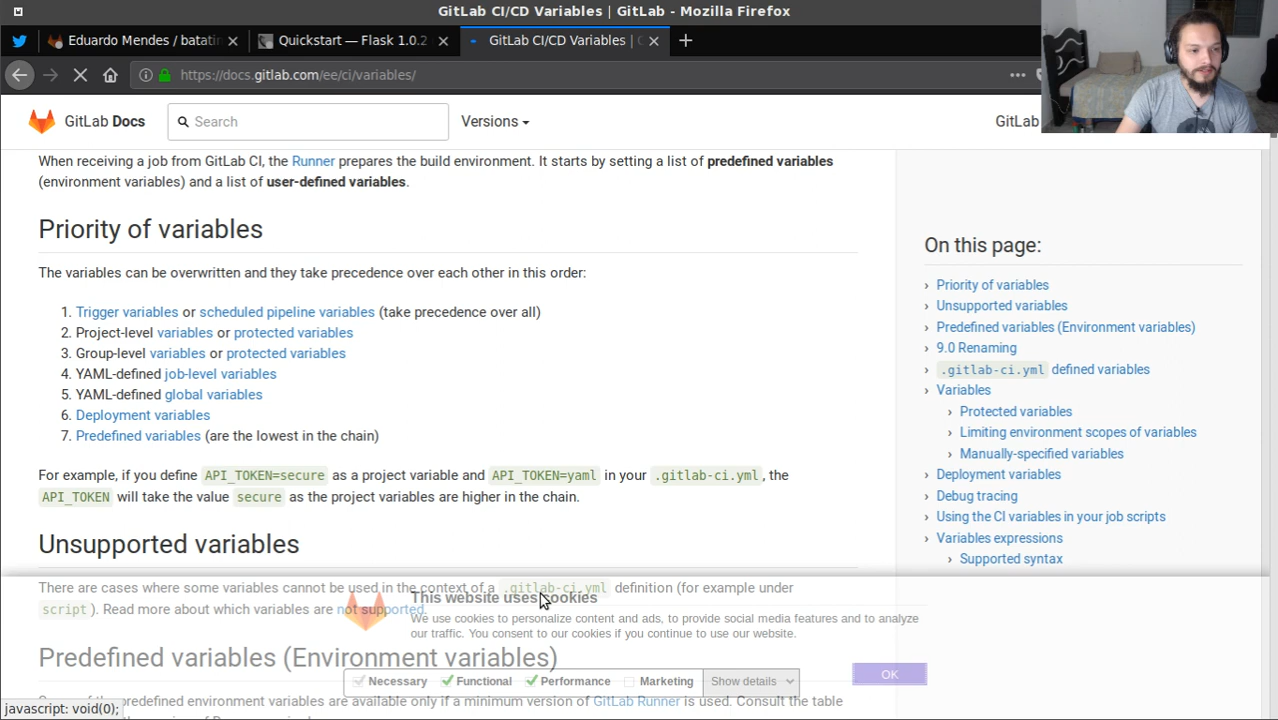 GitLab CI/CD Variables | GitLab - Mozilla Firefox
Eduardo Mendes / batatin
Quickstart — Flask 1.0.2
GitLab CI/CD Variables |
https://docs.gitlab.com/ee/ci/variables/
GitLab Docs
Search
Versions
GitLab
When receiving a job from GitLab CI, the Runner prepares the build environment. It starts by setting a list of predefined variables
(environment variables) and a list of user-defined variables.
Priority of variables
The variables can be overwritten and they take precedence over each other in this order:
1. Trigger variables or scheduled pipeline variables (take precedence over all)
2. Project-level variables or protected variables
3. Group-level variables or protected variables
4. YAML-defined job-level variables
5. YAML-defined global variables
6. Deployment variables
7. Predefined variables (are the lowest in the chain)
For example, if you define API_TOKEN=secure as a project variable and API_TOKEN=yaml in your .gitlab-ci.yml, the
API_TOKEN will take the value secure as the project variables are higher in the chain.
Unsupported variables
There are cases where some variables cannot be used in the context of a .gitlab-ci.yml definition (for example under
script ). Read more about which variables are not supported.
Predefined variables (Environment variables)
Some of the predefined environment variables are available only if a minimum version of GitLab Runner is used. Consult the table
On this page:
› Priority of variables
› Unsupported variables
› Predefined variables (Environment variables)
› 9.0 Renaming
› .gitlab-ci.yml defined variables
› Variables
› Protected variables
› Limiting environment scopes of variables
› Manually-specified variables
› Deployment variables
› Debug tracing
› Using the CI variables in your job scripts
› Variables expressions
› Supported syntax
This website uses cookies
We use cookies to personalize content and ads, to provide social media features and to analyze
our traffic. You consent to our cookies if you continue to use our website.
Necessary
Functional
Performance
Marketing
Show details
OK
javascript: void(0);